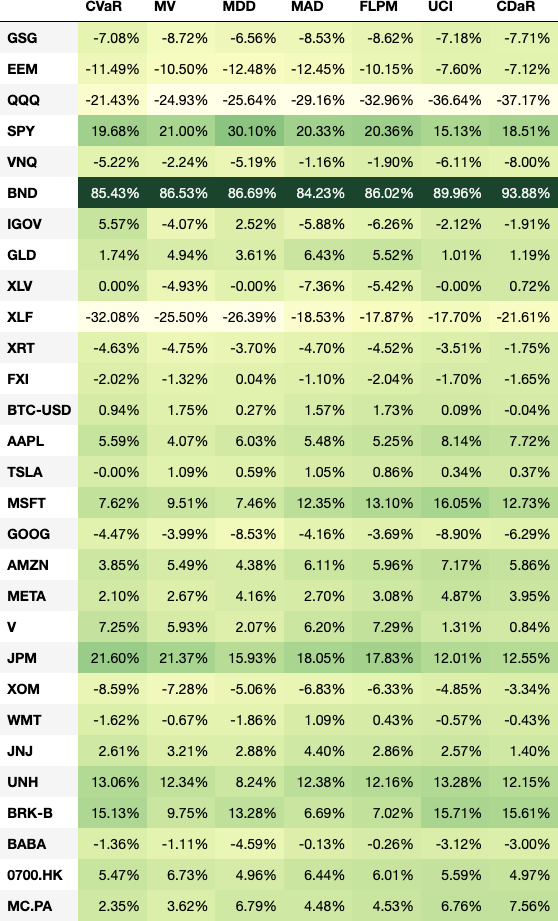 CVaR MV MDD MAD FLPM UCI CDaR
GSG -7.08% -8.72% -6.56% -8.53% -8.62% -7.18% -7.71%
EEM -11.49% -10.50% -12.48% -12.45% -10.15% -7.60% -7.12%
QQQ -21.43% -24.93% -25.64% -29.16% -32.96% -36.64% -37.17%
SPY 19.68% 21.00% 30.10% 20.33% 20.36% 15.13% 18.51%
VNQ -5.22% -2.24% -5.19% -1.16% -1.90% -6.11% -8.00%
BND 85.43% 86.53% 86.69% 84.23% 86.02% 89.96% 93.88%
IGOV 5.57% -4.07% 2.52% -5.88% -6.26% -2.12% -1.91%
GLD 1.74% 4.94% 3.61% 6.43% 5.52% 1.01% 1.19%
XLV 0.00% -4.93% -0.00% -7.36% -5.42% -0.00% 0.72%
XLF -32.08% -25.50% -26.39% -18.53% -17.87% -17.70% -21.61%
XRT -4.63% -4.75% -3.70% -4.70% -4.52% -3.51% -1.75%
FXI -2.02% -1.32% 0.04% -1.10% -2.04% -1.70% -1.65%
BTC-USD 0.94% 1.75% 0.27% 1.57% 1.73% 0.09% -0.04%
AAPL 5.59% 4.07% 6.03% 5.48% 5.25% 8.14% 7.72%
TSLA -0.00% 1.09% 0.59% 1.05% 0.86% 0.34% 0.37%
MSFT 7.62% 9.51% 7.46% 12.35% 13.10% 16.05% 12.73%
GOOG -4.47% -3.99% -8.53% -4.16% -3.69% -8.90% -6.29%
AMZN 3.85% 5.49% 4.38% 6.11% 5.96% 7.17% 5.86%
META 2.10% 2.67% 4.16% 2.70% 3.08% 4.87% 3.95%
V 7.25% 5.93% 2.07% 6.20% 7.29% 1.31% 0.84%
JPM 21.60% 21.37% 15.93% 18.05% 17.83% 12.01% 12.55%
XOM -8.59% -7.28% -5.06% -6.83% -6.33% -4.85% -3.34%
WMT -1.62% -0.67% -1.86% 1.09% 0.43% -0.57% -0.43%
JNJ 2.61% 3.21% 2.88% 4.40% 2.86% 2.57% 1.40%
UNH 13.06% 12.34% 8.24% 12.38% 12.16% 13.28% 12.15%
BRK-B 15.13% 9.75% 13.28% 6.69% 7.02% 15.71% 15.61%
BABA -1.36% -1.11% -4.59% -0.13% -0.26% -3.12% -3.00%
0700.HK 5.47% 6.73% 4.96% 6.44% 6.01% 5.59% 4.97%
MC.PA 2.35% 3.62% 6.79% 4.48% 4.53% 6.76% 7.56%